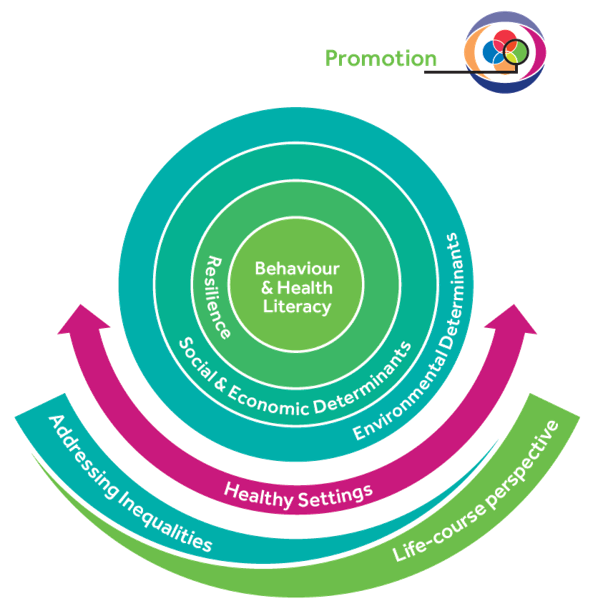 Promotion
Behaviour
& Health
Literacy
Resilience
Social & Economic Determinants
Environmental Determinants
Healthy Settings
Addressing Inequalities
Life-course perspective